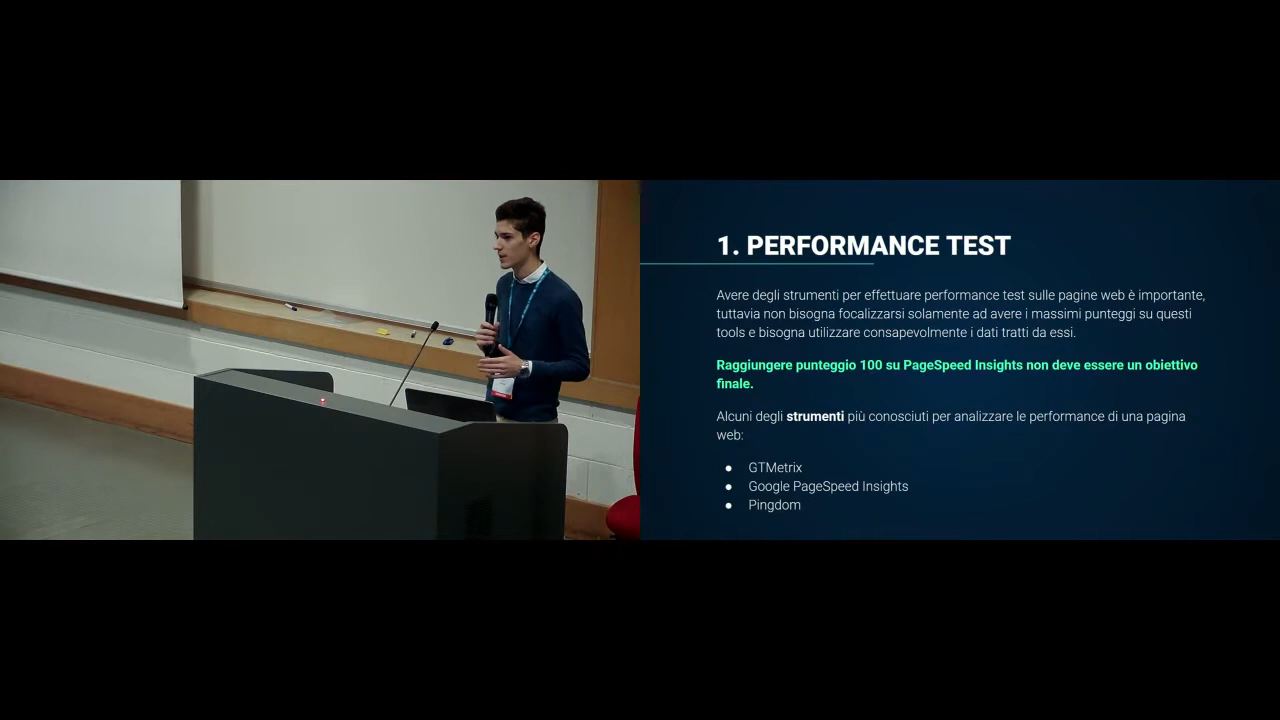 1. PERFORMANCE TEST
Avere degli strumenti per effettuare performance test sulle pagine web è importante,
tuttavia non bisogna focalizzarsi solamente ad avere i massimi punteggi su questi
tools e bisogna utilizzare consapevolmente i dati tratti da essi.
Raggiungere punteggio 100 su PageSpeed Insights non deve essere un obiettivo
finale.
Alcuni degli strumenti più conosciuti per analizzare le performance di una pagina
web:
● GTMetrix
● Google PageSpeed Insights
● Pingdom